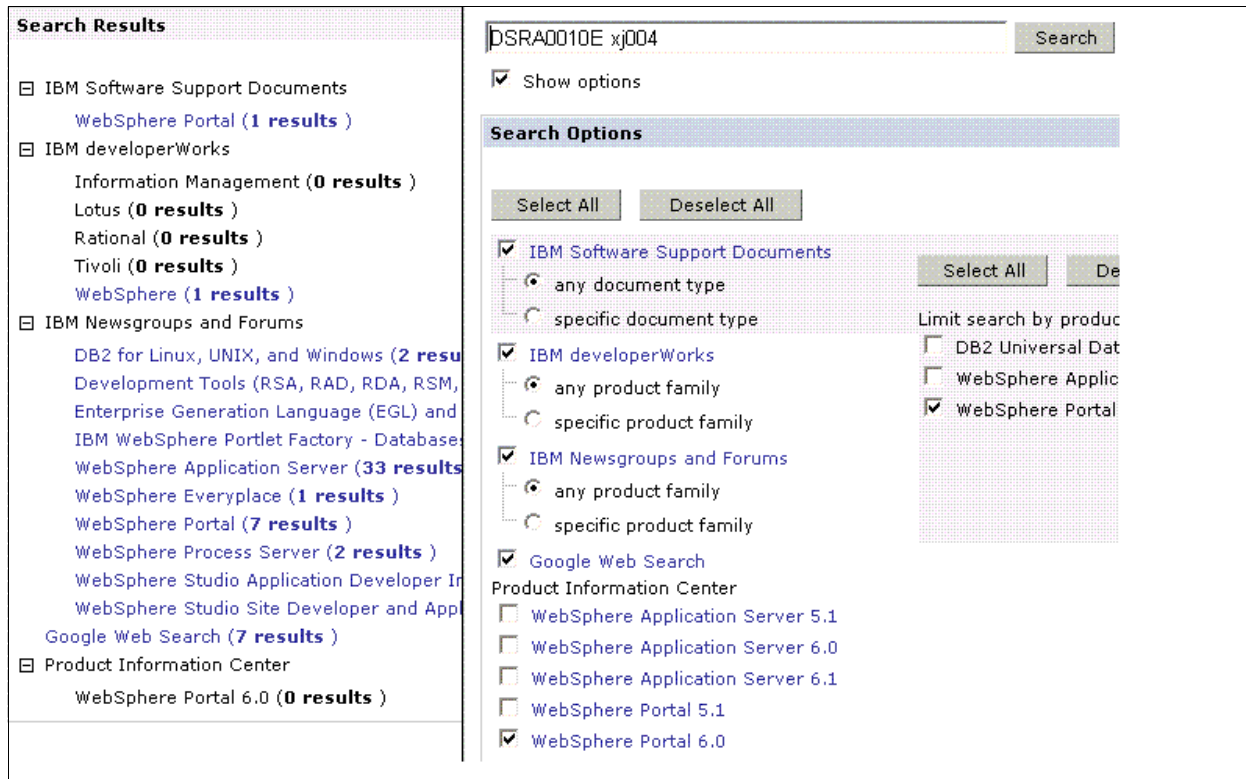 Search Results
IBM Software Support Documents
WebSphere Portal (1 results )
IBM developerWorks
Information Management (0 results )
Lotus (0 results )
Rational (0 results )
Tivoli (0 results )
WebSphere (1 results )
IBM Newsgroups and Forums
DB2 for Linux, UNIX, and Windows (2 resu
Development Tools (RSA, RAD, RDA, RSM,
Enterprise Generation Language (EGL) and
IBM WebSphere Portlet Factory - Databases
WebSphere Application Server (33 results
WebSphere Everyplace (1 results )
WebSphere Portal (7 results )
WebSphere Process Server (2 results )
WebSphere Studio Application Developer In
WebSphere Studio Site Developer and Appl
Google Web Search (7 results )
Product Information Center
WebSphere Portal 6.0 (0 results )
DSRA0010E xj004
Search
Show options
Search Options
Select All Deselect All
IBM Software Support Documents
any document type
specific document type
IBM developerWorks
any product family
specific product family
IBM Newsgroups and Forums
any product family
specific product family
Google Web Search
Product Information Center
WebSphere Application Server 5.1
WebSphere Application Server 6.0
WebSphere Application Server 6.1
WebSphere Portal 5.1
WebSphere Portal 6.0
Select All De
Limit search by produc
DB2 Universal Dat
WebSphere Applic
WebSphere Portal